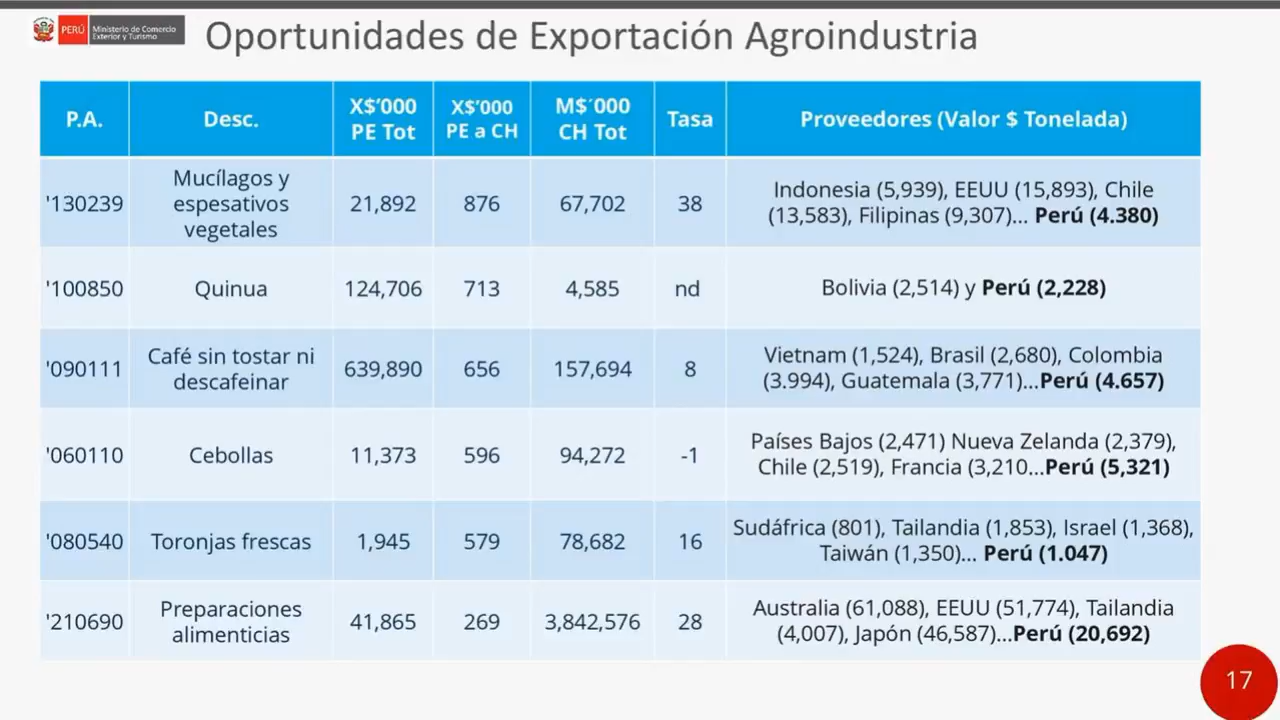 PERÚ
Ministerio de Comercio
Exterior y Turismo
Oportunidades de Exportación Agroindustria
P.A.
Desc.
X$'000
PE Tot
X$'000
PE a CH
M$´000
CH Tot
Tasa
Proveedores (Valor $ Tonelada)
'130239
Mucílagos y
espesativos
vegetales
21,892
876
67,702
38
Indonesia (5,939), EEUU (15,893), Chile
(13,583), Filipinas (9,307)... Perú (4.380)
'100850
Quinua
124,706
713
4,585
nd
Bolivia (2,514) y Perú (2,228)
'090111
Café sin tostar ni
descafeinar
639,890
656
157,694
8
Vietnam (1,524), Brasil (2,680), Colombia
(3.994), Guatemala (3,771)...Perú (4.657)
'060110
Cebollas
11,373
596
94,272
-1
Países Bajos (2,471) Nueva Zelanda (2,379),
Chile (2,519), Francia (3,210...Perú (5,321)
'080540
Toronjas frescas
1,945
579
78,682
16
Sudáfrica (801), Tailandia (1,853), Israel (1,368),
Taiwán (1,350)... Perú (1.047)
'210690
Preparaciones
alimenticias
41,865
269
3,842,576
28
Australia (61,088), EEUU (51,774), Tailandia
(4,007), Japón (46,587)...Perú (20,692)
17